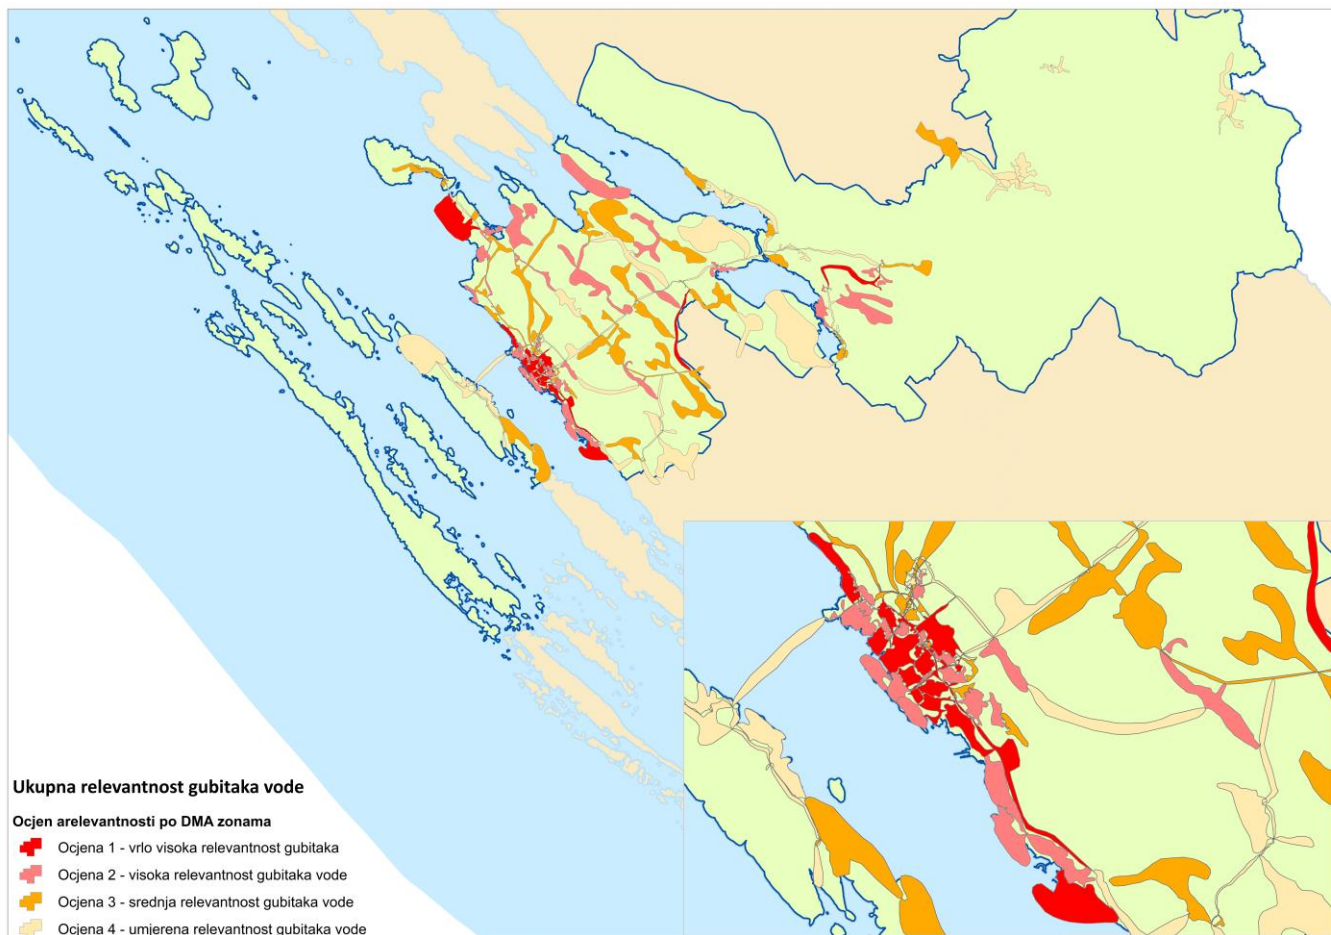 Ukupna relevantnost gubitaka vode
Ocjen arelevantnosti po DMA zonama
Ocjena 1 - vrlo visoka relevantnost gubitaka
Ocjena 2 - visoka relevantnost gubitaka vode
Ocjena 3 - srednja relevantnost gubitaka vode
Ocjena 4 - umjerena relevantnost gubitaka vode